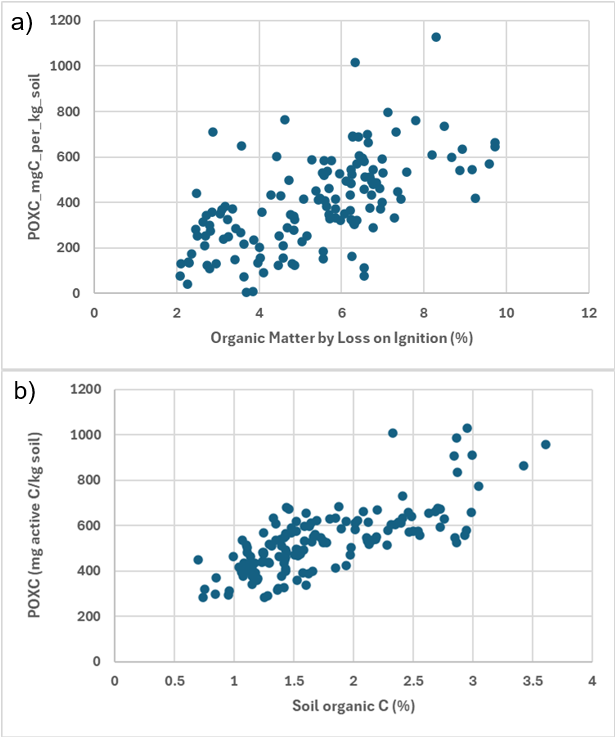 a)
POXC_mgC_per_kg_soil
1200
1000
800
600
400
200
0
0 2 4 6 8 10 12
Organic Matter by Loss on Ignition (%)
b)
POXC (mg active C/kg soil)
1200
1000
800
600
400
200
0
0 0.5 1 1.5 2 2.5 3 3.5 4
Soil organic C (%)